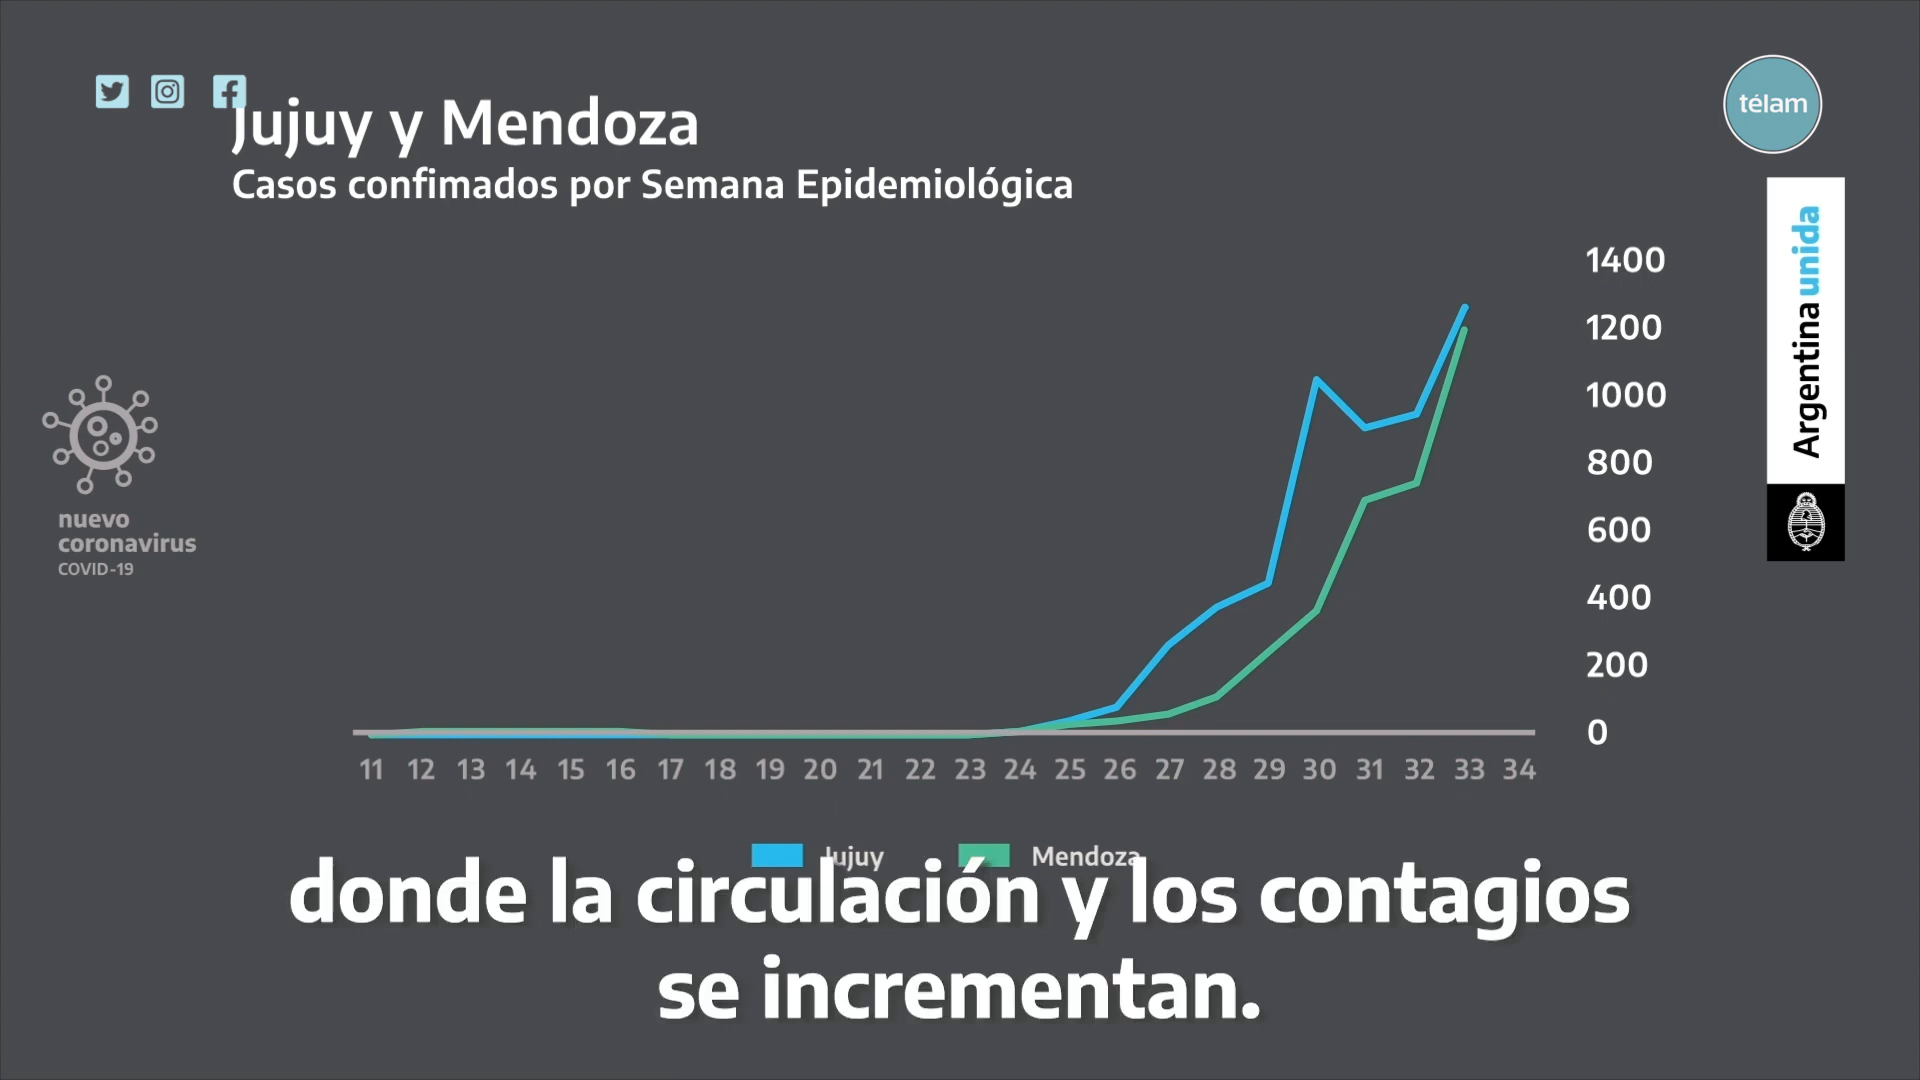 Jujuy y Mendoza
Casos confimados por Semana Epidemiológica
télam
Argentina unida
nuevo
coronavirus
COVID-19
1400
1200
1000
800
600
400
200
0
11 12 13 14 15 16 17 18 19 20 21 22 23 24 25 26 27 28 29 30 31 32 33 34
Jujuy Mendoza
donde la circulación y los contagios
se incrementan.